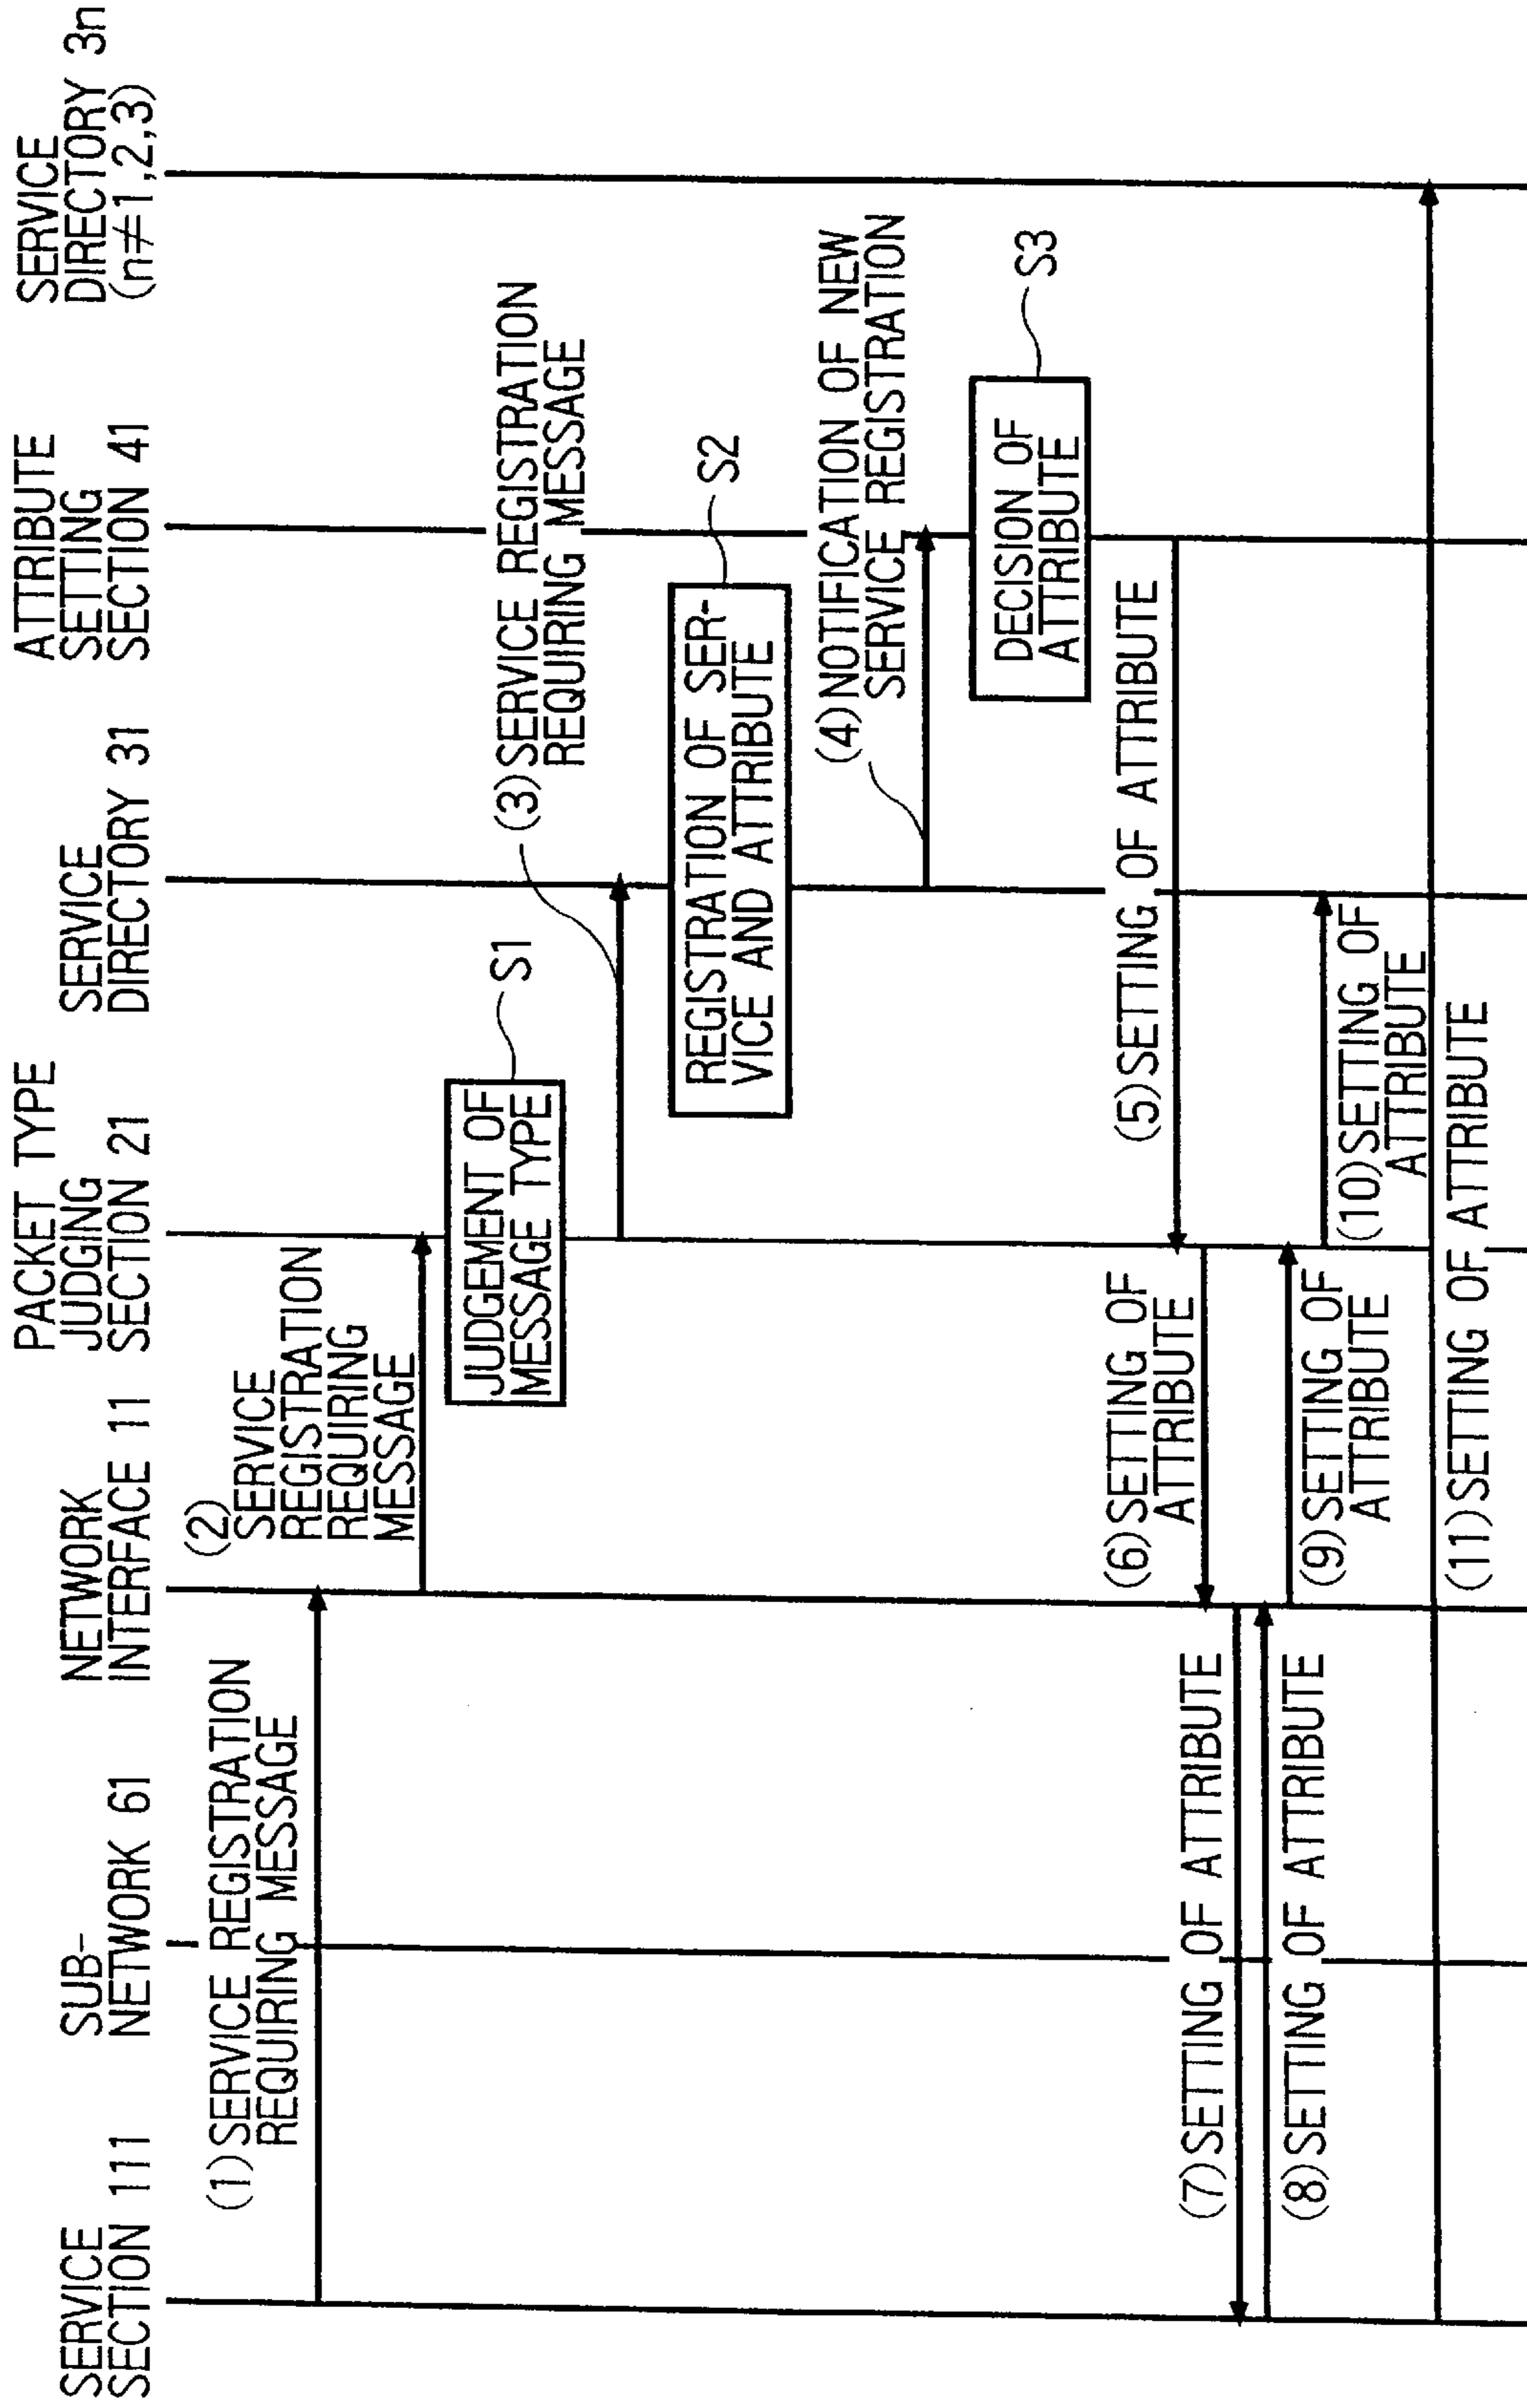 SERVICE
SECTION 111
SUB-
NETWORK 61
NETWORK
INTERFACE 11
PACKET TYPE
JUDGING
SECTION 21
SERVICE
DIRECTORY 31
ATTRIBUTE
SETTING
SECTION 41
SERVICE
DIRECTORY 3n
(n≠1,2,3)
(1)SERVICE REGISTRATION
REQUIRING MESSAGE
(2)
SERVICE
REGISTRATION
REQUIRING
MESSAGE
JUDGEMENT OF
MESSAGE TYPE
S1
(3)SERVICE REGISTRATION
REQUIRING MESSAGE
REGISTRATION OF SER-
VICE AND ATTRIBUTE
S2
(4)NOTIFICATION OF NEW
SERVICE REGISTRATION
DECISION OF
ATTRIBUTE
S3
(5)SETTING OF ATTRIBUTE
(6)SETTING OF
ATTRIBUTE
(7)SETTING OF ATTRIBUTE
(8)SETTING OF ATTRIBUTE
(9)SETTING OF
ATTRIBUTE
(10)SETTING OF
ATTRIBUTE
(11)SETTING OF ATTRIBUTE